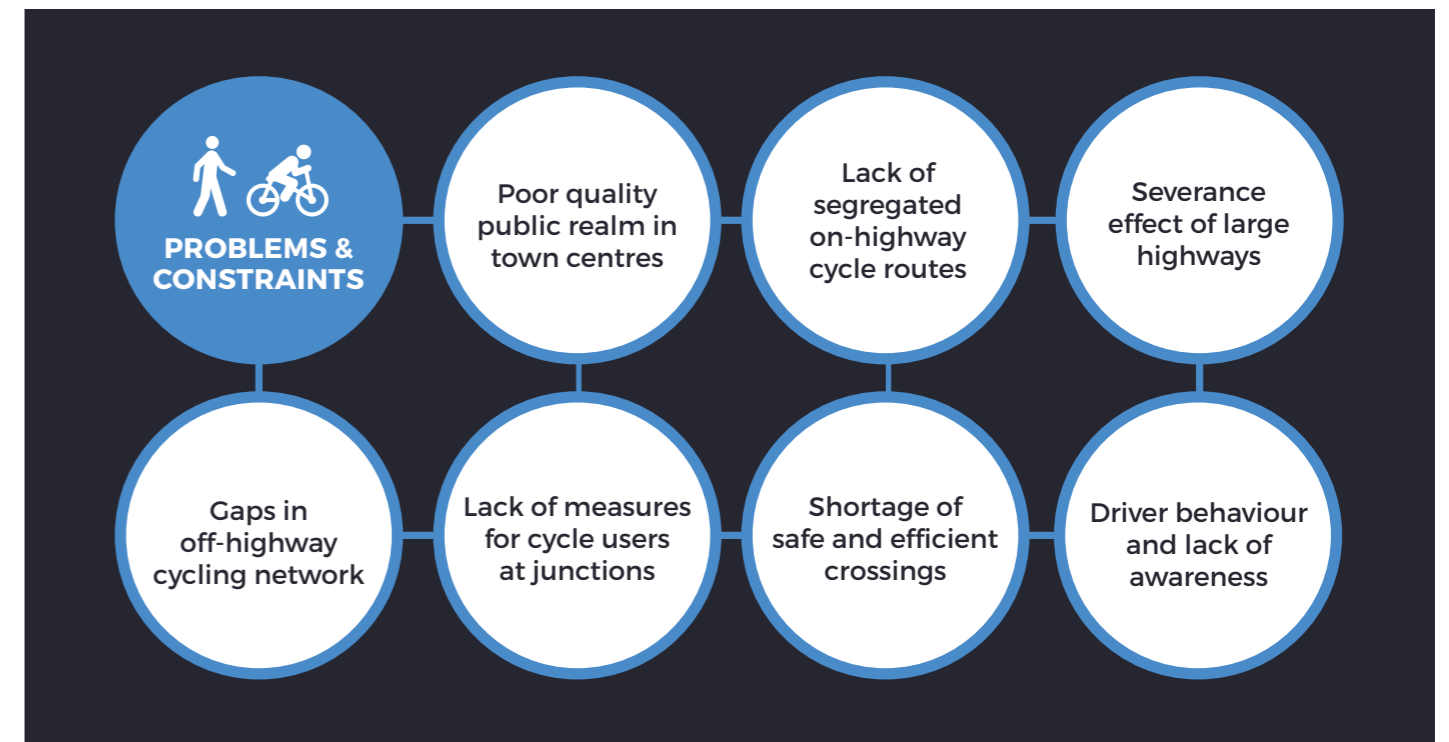 PROBLEMS &
CONSTRAINTS
Poor quality
public realm in
town centres
Lack of
segregated
on-highway
cycle routes
Severance
effect of large
highways
Gaps in
off-highway
cycling network
Lack of measures
for cycle users
at junctions
Shortage of
safe and efficient
crossings
Driver behaviour
and lack of
awareness